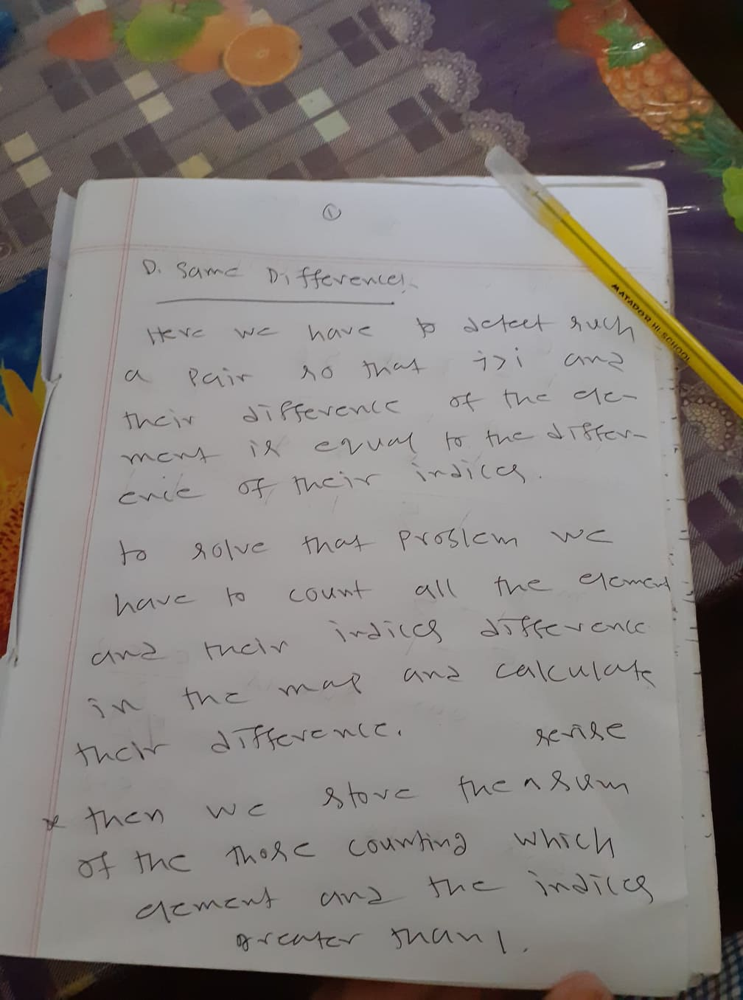 1
D. Same Differences.
Here we have to detect such
a pair so that j>i and
their difference of the ele-
ment is equal to the differ-
ence of their indices.
to solve that problem we
have to count all the element
and their indices difference
in the map and calculate
their difference.
serise
* then we store the ^ sum
of the those counting which
element and the indices
greater than 1.
MATADOR HI-SCHOOL